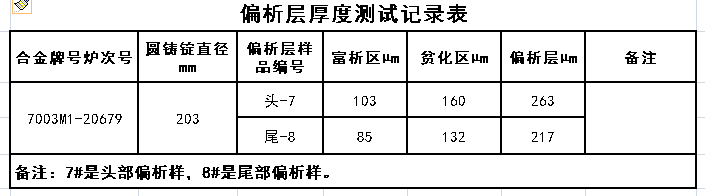 偏析层厚度测试记录表
合金牌号炉次号 圆铸锭直径mm 偏析层样品编号 富析区μm 贫化区μm 偏析层μm 备注
7003M1-20679 203 头-7 103 160 263
尾-8 85 132 217
备注：7#是头部偏析样，8#是尾部偏析样。